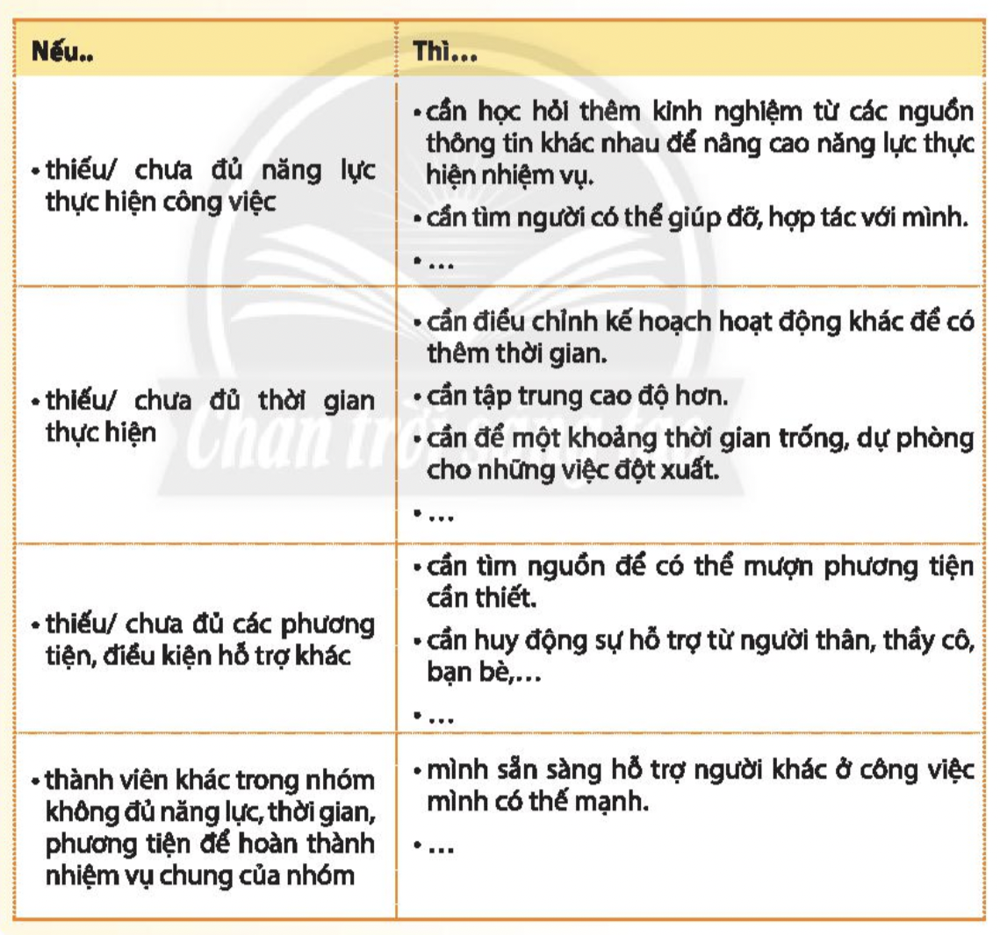 Nếu..
Thì...
• thiếu/ chưa đủ năng lực
thực hiện công việc
• cần học hỏi thêm kinh nghiệm từ các nguồn
thông tin khác nhau để nâng cao năng lực thực
hiện nhiệm vụ.
• cần tìm người có thể giúp đỡ, hợp tác với mình.
• ...
• thiếu/ chưa đủ thời gian
thực hiện
• cần điều chỉnh kế hoạch hoạt động khác để có
thêm thời gian.
• cần tập trung cao độ hơn.
• cần để một khoảng thời gian trống, dự phòng
cho những việc đột xuất.
• ...
• thiếu/ chưa đủ các phương
tiện, điều kiện hỗ trợ khác
• cần tìm nguồn để có thể mượn phương tiện
cần thiết.
• cần huy động sự hỗ trợ từ người thân, thầy cô,
bạn bè,...
• ...
• thành viên khác trong nhóm
không đủ năng lực, thời gian,
phương tiện để hoàn thành
nhiệm vụ chung của nhóm
• mình sẵn sàng hỗ trợ người khác ở công việc
mình có thế mạnh.
• ...
Chân trời sáng tạo